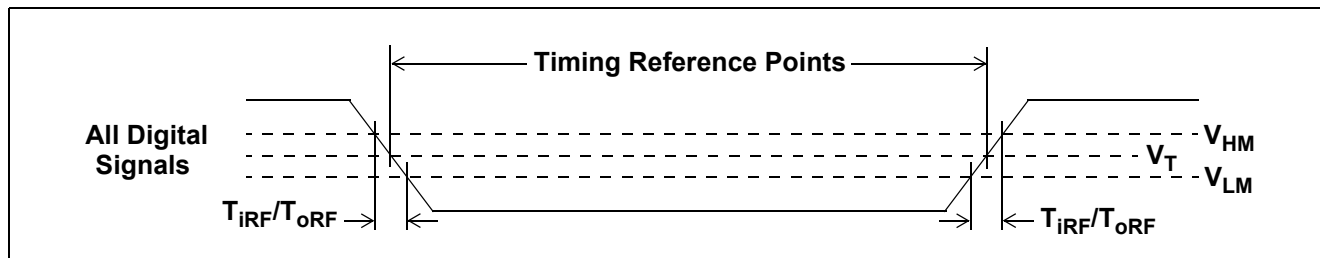 Timing Reference Points
All Digital
Signals
V_HM
V_T
V_LM
T_iRF/T_oRF
T_iRF/T_oRF